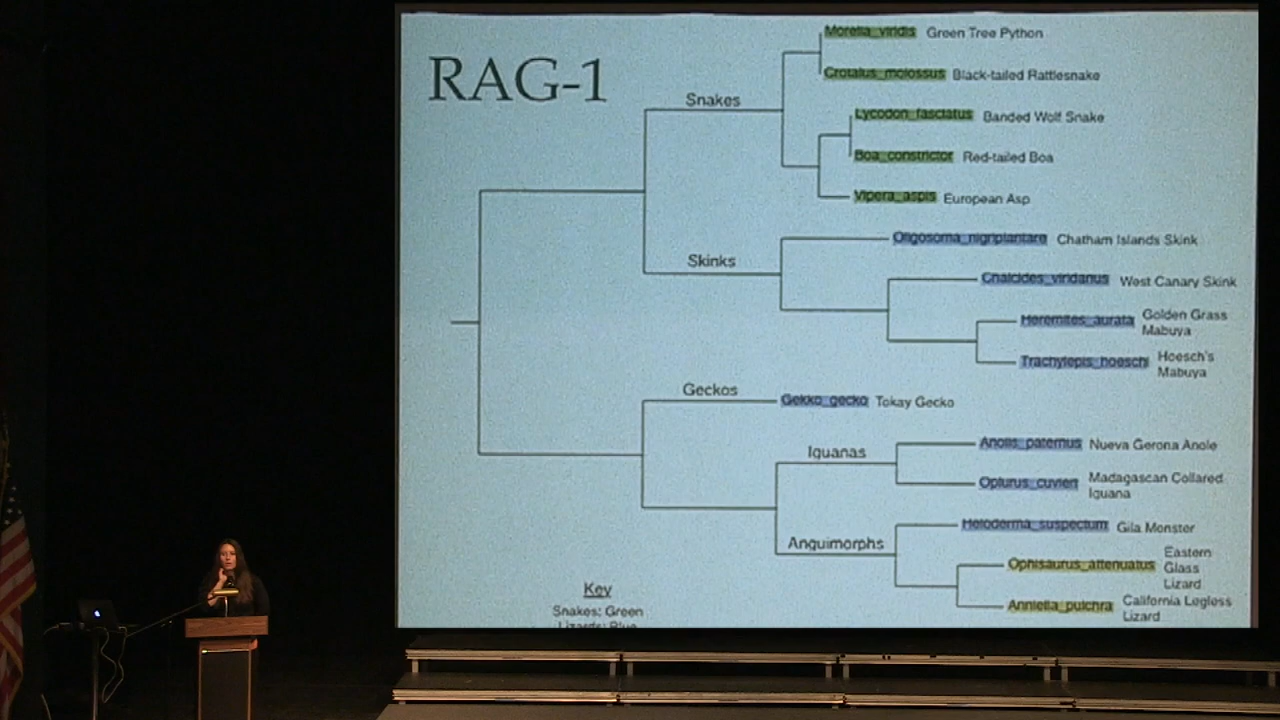 RAG-1
Morelia_viridis Green Tree Python
Crotalus_molossus Black-tailed Rattlesnake
Snakes
Lycodon_fasciatus Banded Wolf Snake
Boa_constrictor Red-tailed Boa
Vipera_aspis European Asp
Oligosoma_nigriplantare Chatham Islands Skink
Skinks
Chalcides_viridanus West Canary Skink
Heremites_aurata Golden Grass
Mabuya
Trachylepis_hoeschi Hoesch's
Mabuya
Geckos
Gekko_gecko Tokay Gecko
Anolis_paternus Nueva Gerona Anole
Iguanas
Oplurus_cuvieri Madagascan Collared
Iguana
Heloderma_suspectum Gila Monster
Anguimorphs
Ophisaurus_attenuatus Eastern
Glass
Lizard
Anniella_pulchra California Legless
Lizard
Key
Snakes: Green
Lizards: Blue